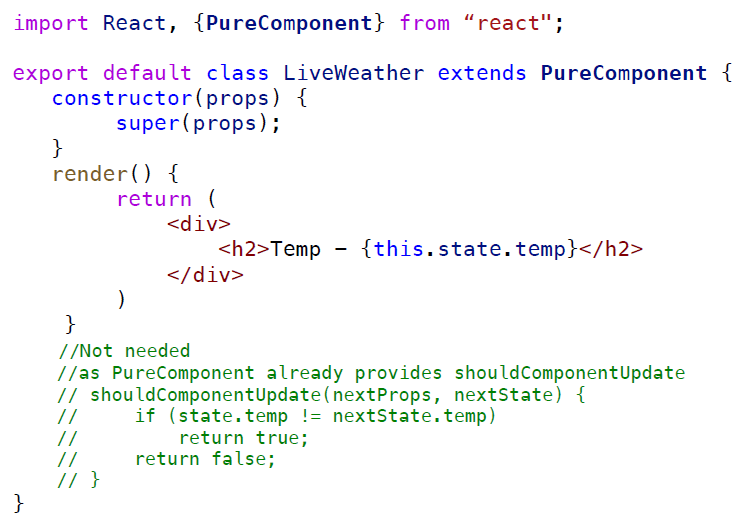 import React, {PureComponent} from “react";
export default class LiveWeather extends PureComponent {
constructor(props) {
super(props);
}
render() {
return (
<div>
<h2>Temp – {this.state.temp}</h2>
</div>
)
}
//Not needed
//as PureComponent already provides shouldComponentUpdate
// shouldComponentUpdate(nextProps, nextState) {
// if (state.temp != nextState.temp)
// return true;
// return false;
// }
}